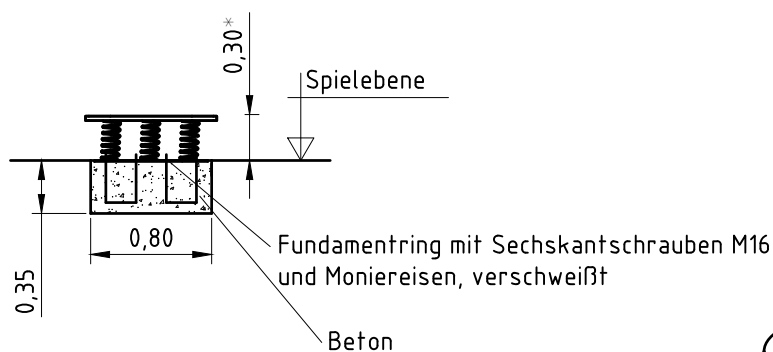 0,30*
Spielebene
0,80
0,35
Fundamentring mit Sechskantschrauben M16
und Moniereisen, verschweißt
Beton